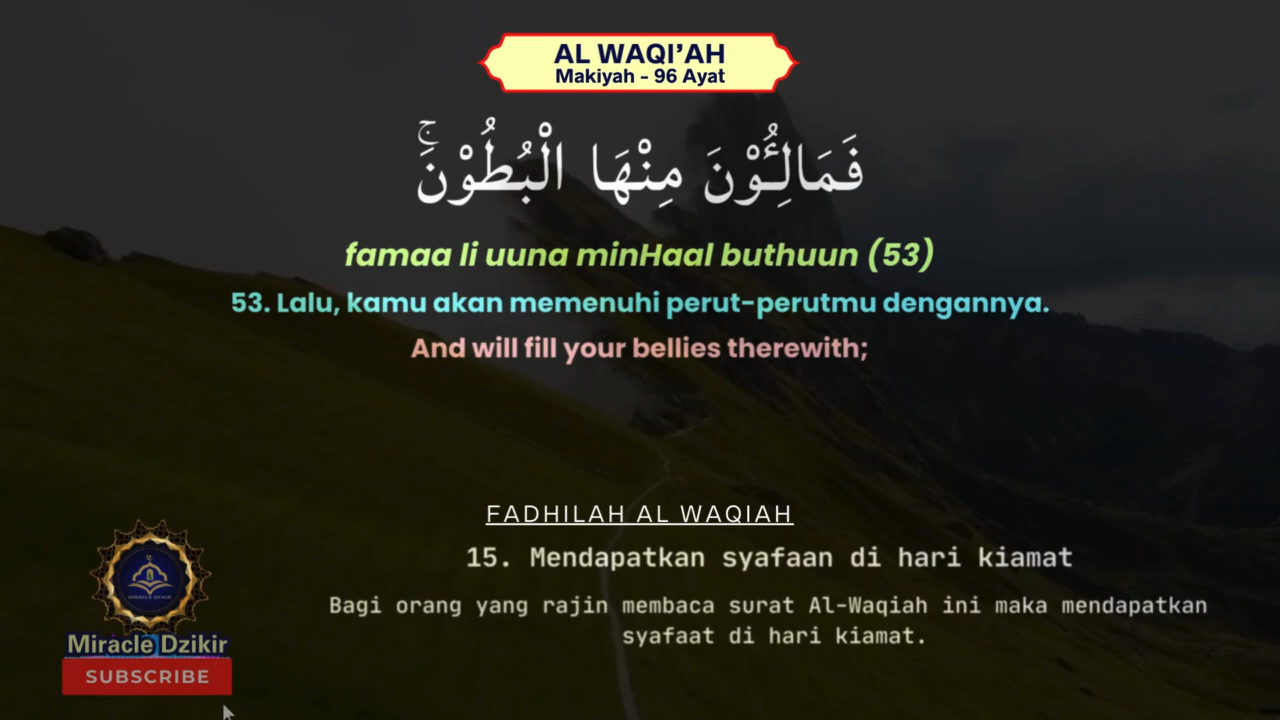 AL WAQI'AH
Makiyah - 96 Ayat
فَمَالِـُٔوْنَ مِنْهَا الْبُطُوْنَۚ
famaa li uuna minHaal buthuun (53)
53. Lalu, kamu akan memenuhi perut-perutmu dengannya.
And will fill your bellies therewith;
FADHILAH AL WAQIAH
15. Mendapatkan syafaan di hari kiamat
Bagi orang yang rajin membaca surat Al-Waqiah ini maka mendapatkan
syafaat di hari kiamat.
MIRACLE DZIKIR
Miracle Dzikir
SUBSCRIBE